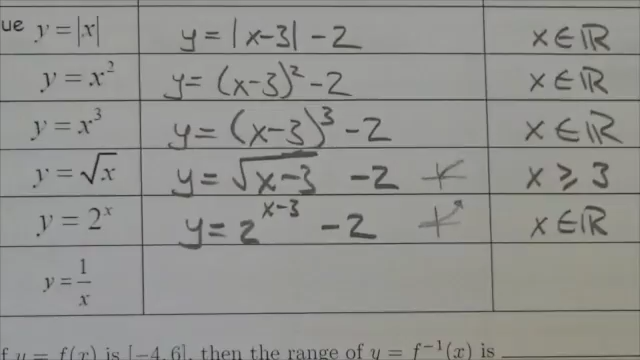 ue y = |x| y = |x-3| - 2 x ∈ ℝ
y = x² y = (x-3)² - 2 x ∈ ℝ
y = x³ y = (x-3)³ - 2 x ∈ ℝ
y = √x y = √(x-3) - 2 x ≥ 3
y = 2ˣ y = 2ˣ⁻³ - 2 x ∈ ℝ
y = 1/x
f y = f(x) is [-4, 6], then the range of y = f⁻¹(x) is